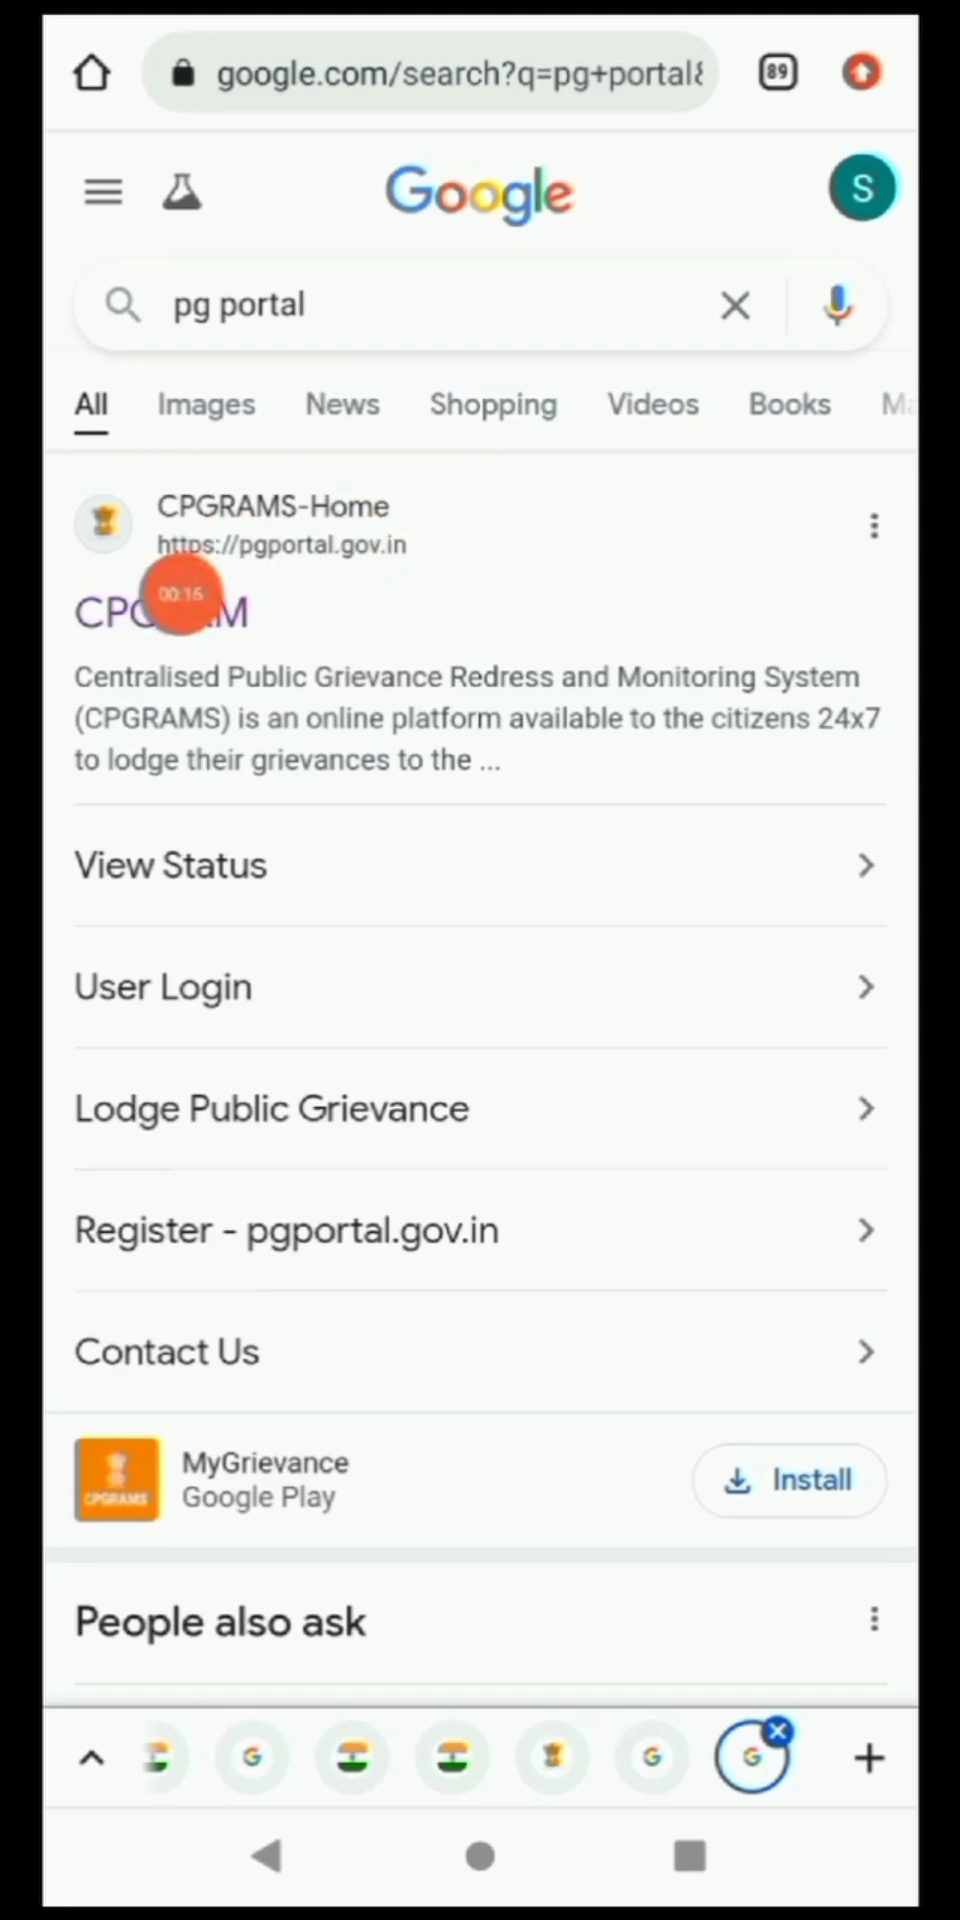 google.com/search?q=pg+portal
89
Google
S
pg portal
All Images News Shopping Videos Books
CPGRAMS-Home
https://pgportal.gov.in
00:16
Centralised Public Grievance Redress and Monitoring System
(CPGRAMS) is an online platform available to the citizens 24x7
to lodge their grievances to the ...
View Status
User Login
Lodge Public Grievance
Register - pgportal.gov.in
Contact Us
MyGrievance
CPGRAMS
Google Play
Install
People also ask